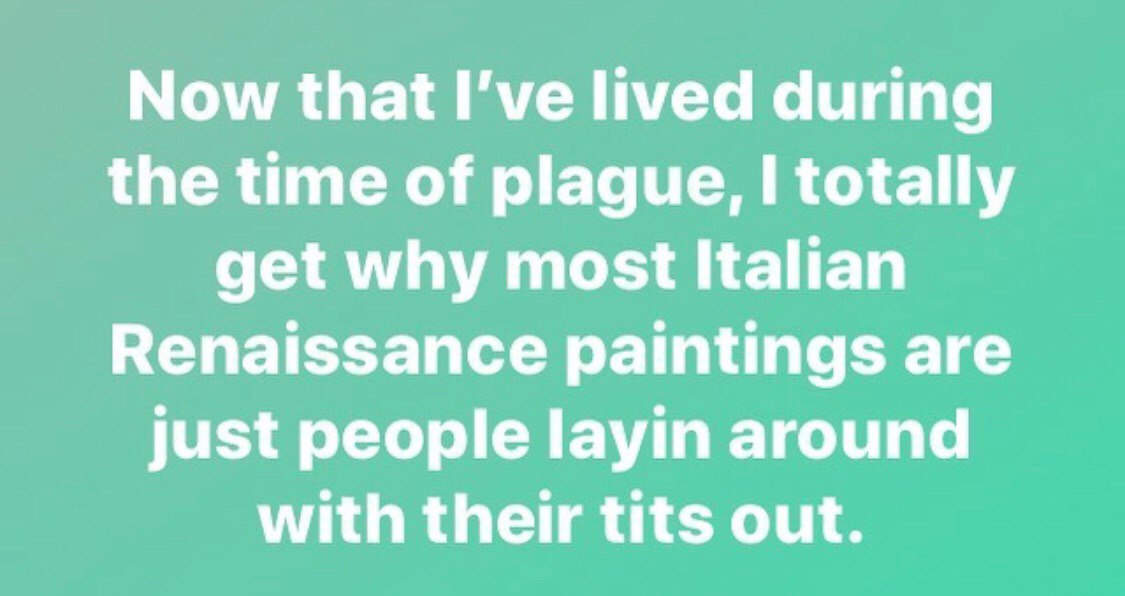 Now that I’ve lived during
the time of plague, I totally
get why most Italian
Renaissance paintings are
just people layin around
with their tits out.